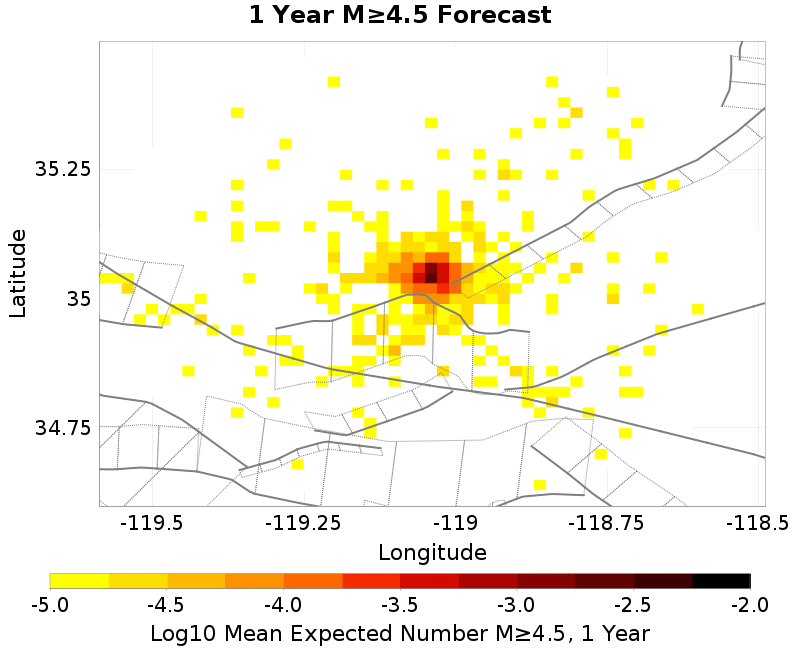 1 Year M≥4.5 Forecast
Latitude
35.25
35
34.75
-119.5 -119.25 -119 -118.75 -118.5
Longitude
-5.0 -4.5 -4.0 -3.5 -3.0 -2.5 -2.0
Log10 Mean Expected Number M≥4.5, 1 Year